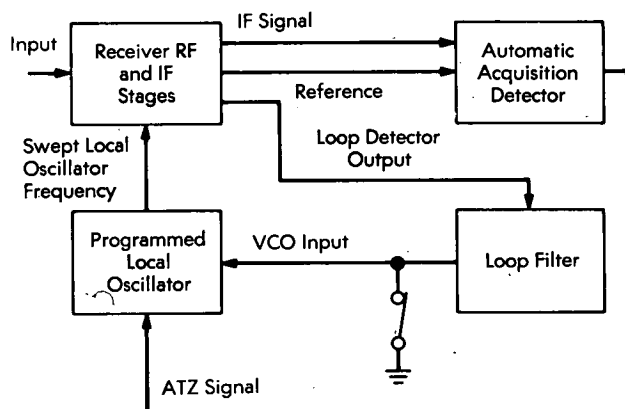 Input
Receiver RF
and IF
Stages
IF Signal
Reference
Automatic
Acquisition
Detector
Loop Detector
Output
Swept Local
Oscillator
Frequency
Programmed
Local
Oscillator
VCO Input
Loop Filter
ATZ Signal